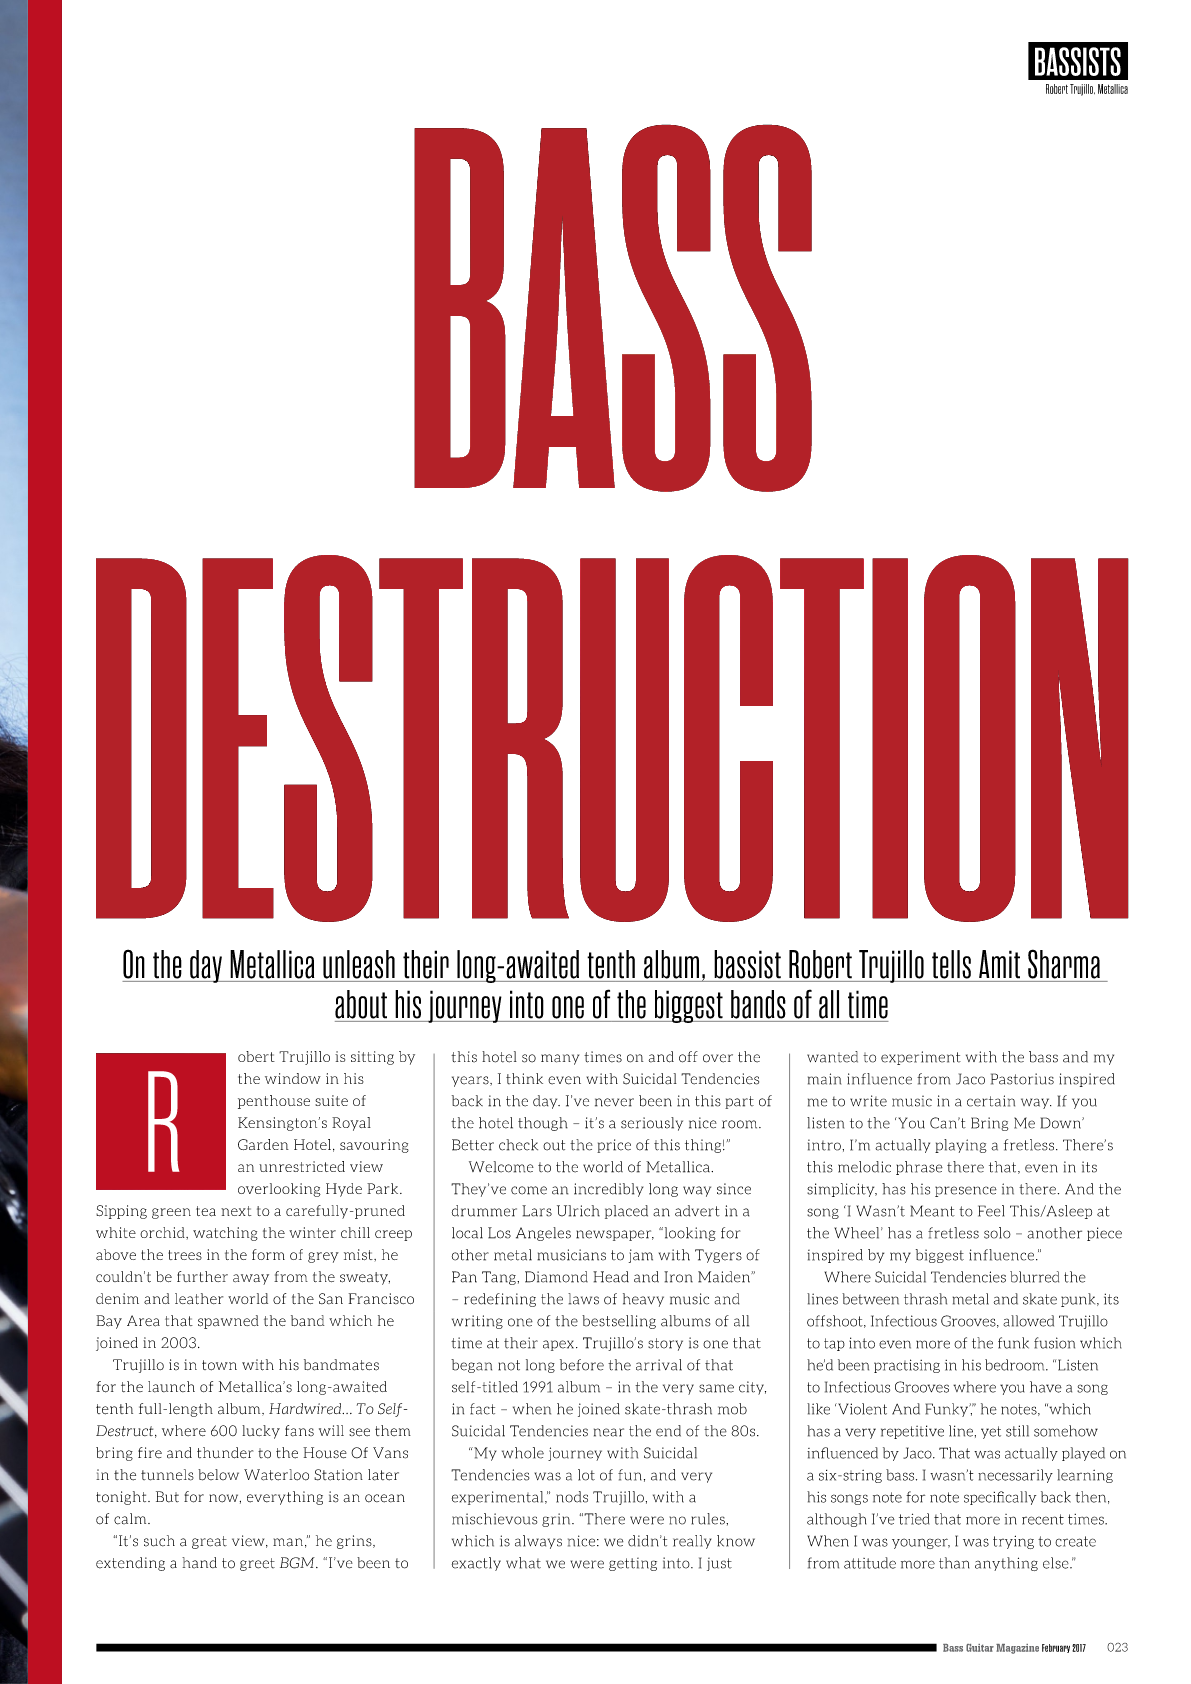 BASSISTS
Robert Trujillo, Metallica
BASS
DESTRUCTION
On the day Metallica unleash their long-awaited tenth album, bassist Robert Trujillo tells Amit Sharma
about his journey into one of the biggest bands of all time
Robert Trujillo is sitting by
the window in his
penthouse suite of
Kensington's Royal
Garden Hotel, savouring
an unrestricted view
overlooking Hyde Park.
Sipping green tea next to a carefully-pruned
white orchid, watching the winter chill creep
above the trees in the form of grey mist, he
couldn't be further away from the sweaty,
denim and leather world of the San Francisco
Bay Area that spawned the band which he
joined in 2003.
Trujillo is in town with his bandmates
for the launch of Metallica's long-awaited
tenth full-length album, Hardwired... To Self-
Destruct, where 600 lucky fans will see them
bring fire and thunder to the House Of Vans
in the tunnels below Waterloo Station later
tonight. But for now, everything is an ocean
of calm.
"It's such a great view, man," he grins,
extending a hand to greet BGM. "I've been to
this hotel so many times on and off over the
years, I think even with Suicidal Tendencies
back in the day. I've never been in this part of
the hotel though – it's a seriously nice room.
Better check out the price of this thing!"
Welcome to the world of Metallica.
They've come an incredibly long way since
drummer Lars Ulrich placed an advert in a
local Los Angeles newspaper, "looking for
other metal musicians to jam with Tygers of
Pan Tang, Diamond Head and Iron Maiden"
– redefining the laws of heavy music and
writing one of the bestselling albums of all
time at their apex. Trujillo's story is one that
began not long before the arrival of that
self-titled 1991 album – in the very same city,
in fact – when he joined skate-thrash mob
Suicidal Tendencies near the end of the 80s.
"My whole journey with Suicidal
Tendencies was a lot of fun, and very
experimental," nods Trujillo, with a
mischievous grin. "There were no rules,
which is always nice: we didn't really know
exactly what we were getting into. I just
wanted to experiment with the bass and my
main influence from Jaco Pastorius inspired
me to write music in a certain way. If you
listen to the 'You Can't Bring Me Down'
intro, I'm actually playing a fretless. There's
this melodic phrase there that, even in its
simplicity, has his presence in there. And the
song 'I Wasn't Meant to Feel This/Asleep at
the Wheel' has a fretless solo – another piece
inspired by my biggest influence."
Where Suicidal Tendencies blurred the
lines between thrash metal and skate punk, its
offshoot, Infectious Grooves, allowed Trujillo
to tap into even more of the funk fusion which
he'd been practising in his bedroom. "Listen
to Infectious Grooves where you have a song
like 'Violent And Funky'," he notes, "which
has a very repetitive line, yet still somehow
influenced by Jaco. That was actually played on
a six-string bass. I wasn't necessarily learning
his songs note for note specifically back then,
although I've tried that more in recent times.
When I was younger, I was trying to create
from attitude more than anything else."
Bass Guitar Magazine February 2017 023